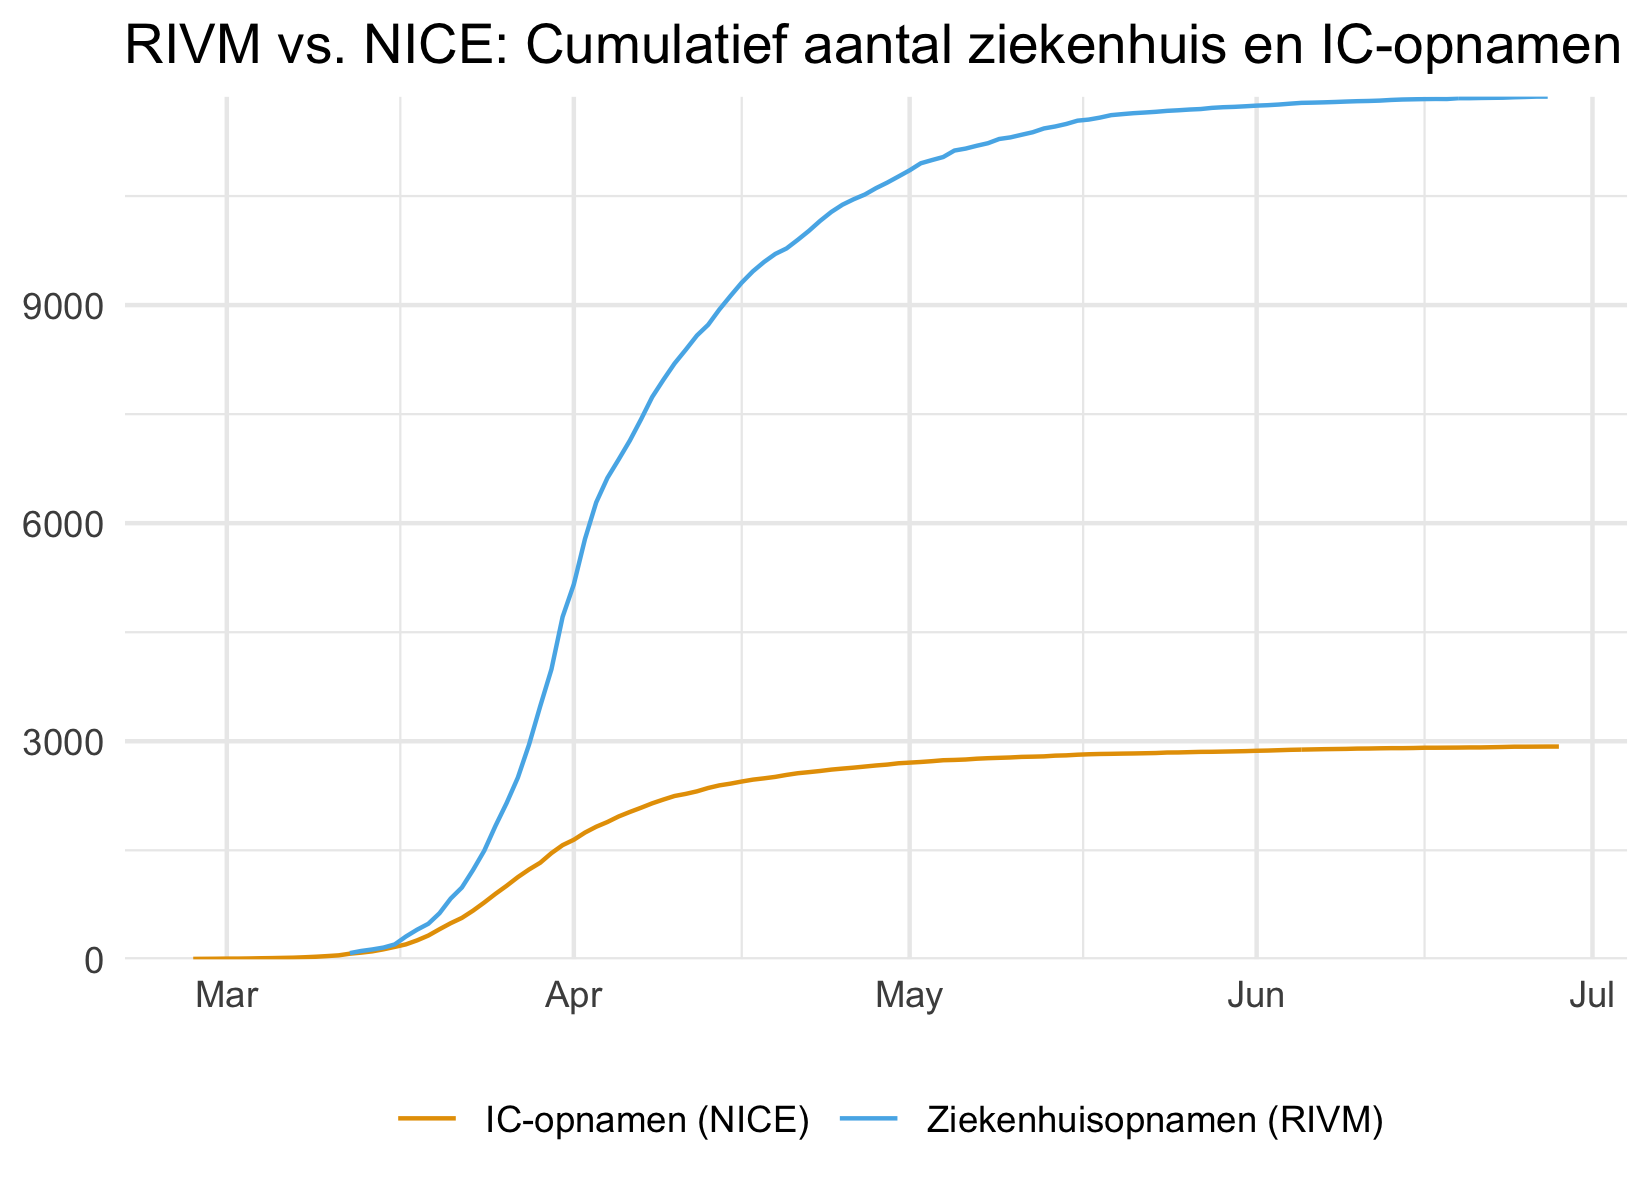 RIVM vs. NICE: Cumulatief aantal ziekenhuis en IC-opnamen
9000
6000
3000
0
Mar Apr May Jun Jul
IC-opnamen (NICE) Ziekenhuisopnamen (RIVM)